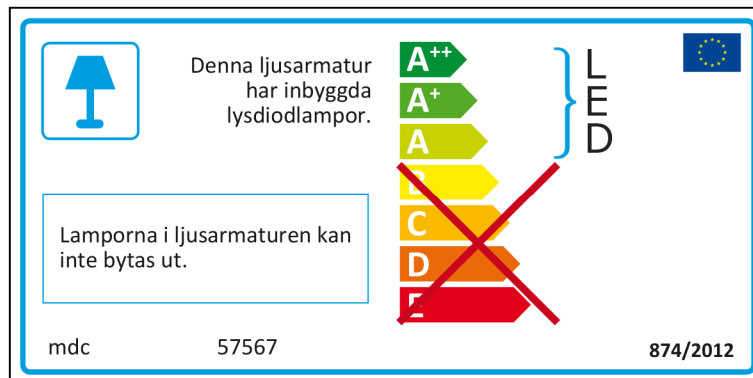 Denna ljusarmatur
har inbyggda
lysdiodlampor.
A++
A+
A
B
C
D
E
L
E
D
Lamporna i ljusarmaturen kan
inte bytas ut.
mdc 57567
874/2012